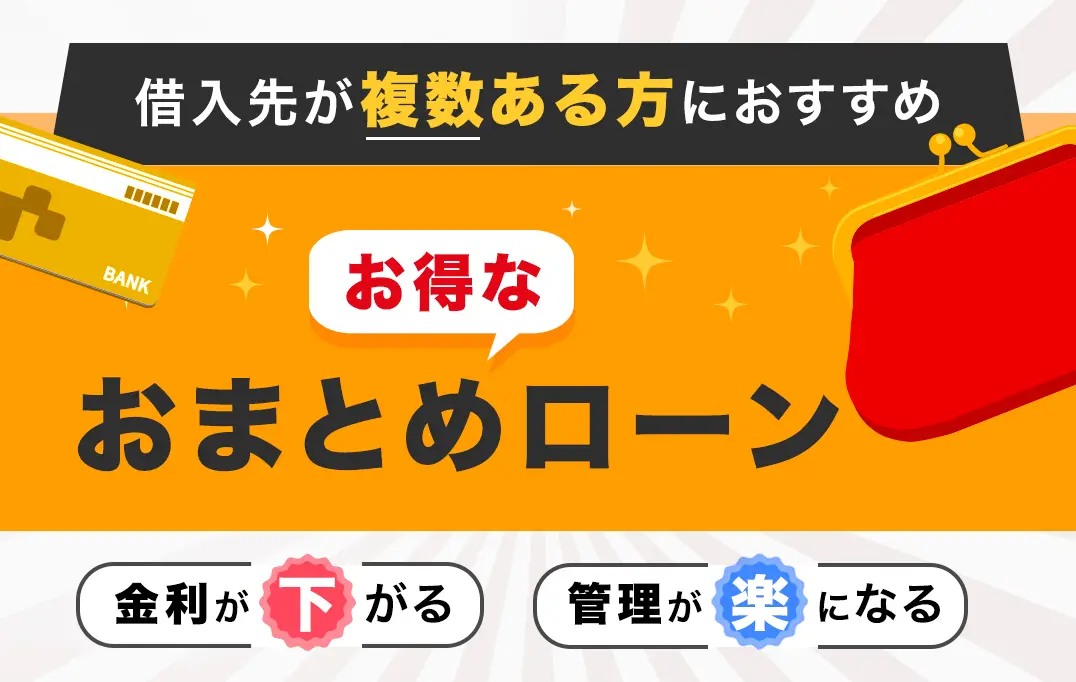 借入先が複数ある方におすすめ
BANK
お得な
おまとめローン
金利が下がる
管理が楽になる